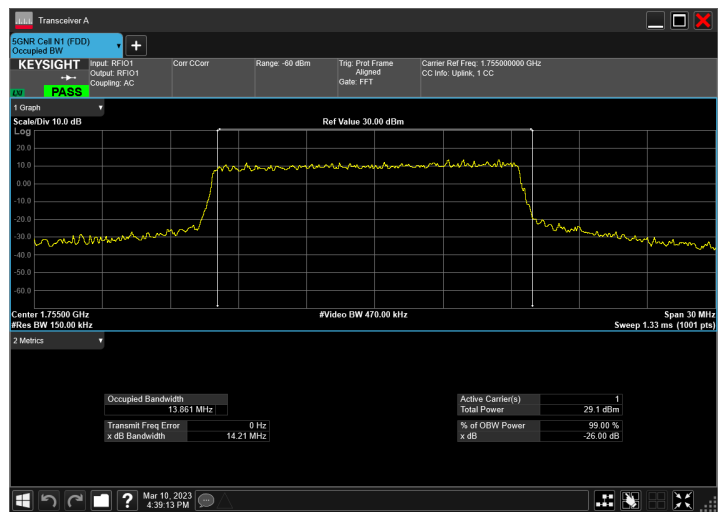 Transceiver A
5GNR Cell N1 (FDD)
Occupied BW
KEYSIGHT
LXI
PASS
Input: RFIO1
Output: RFIO1
Coupling: AC
Corr CCorr
Range: -60 dBm
Trig: Prot Frame
Aligned
Gate: FFT
Carrier Ref Freq: 1.755000000 GHz
CC Info: Uplink, 1 CC
1 Graph
Scale/Div 10.0 dB
Ref Value 30.00 dBm
Log
20.0
10.0
0.00
-10.0
-20.0
-30.0
-40.0
-50.0
-60.0
Center 1.75500 GHz
#Video BW 470.00 kHz
Span 30 MHz
#Res BW 150.00 kHz
Sweep 1.33 ms (1001 pts)
2 Metrics
Occupied Bandwidth
13.861 MHz
Transmit Freq Error 0 Hz
x dB Bandwidth 14.21 MHz
Active Carrier(s) 1
Total Power 29.1 dBm
% of OBW Power 99.00 %
x dB -26.00 dB
Mar 10, 2023
4:39:13 PM